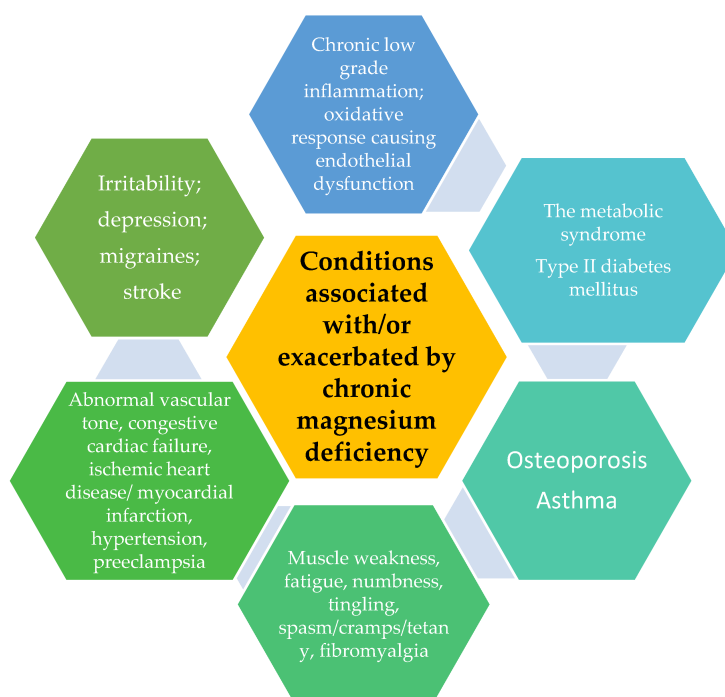 Chronic low
grade
inflammation;
oxidative
response causing
endothelial
dysfunction
The metabolic
syndrome
Type II diabetes
mellitus
Osteoporosis
Asthma
Muscle weakness,
fatigue, numbness,
tingling,
spasm/cramps/tetan
y, fibromyalgia
Abnormal vascular
tone, congestive
cardiac failure,
ischemic heart
disease/ myocardial
infarction,
hypertension,
preeclampsia
Irritability;
depression;
migraines;
stroke
Conditions
associated
with/or
exacerbated by
chronic
magnesium
deficiency